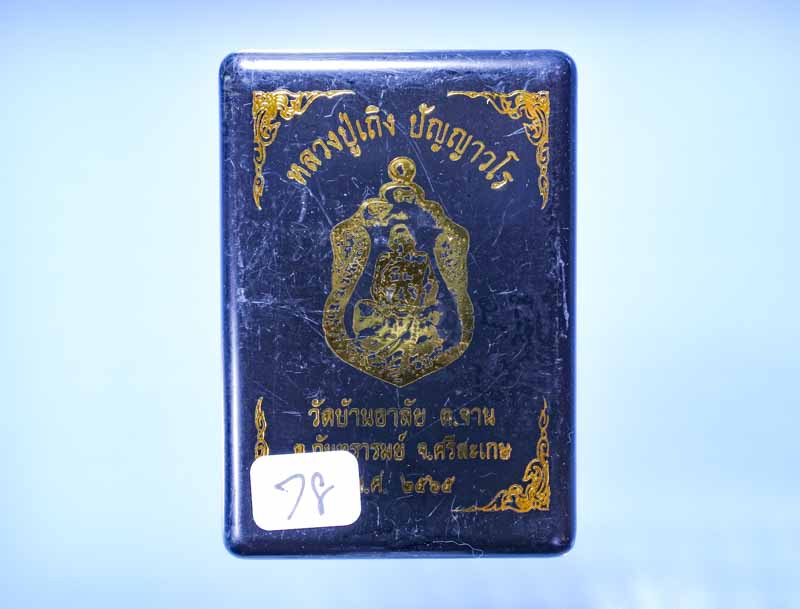 หลวงปู่เถิง ปัญญาวโร
วัดบ้านอาลัย ต.จาน
อ.กันทรารมย์ จ.ศรีสะเกษ
พ.ศ. ๒๕๖๕
78